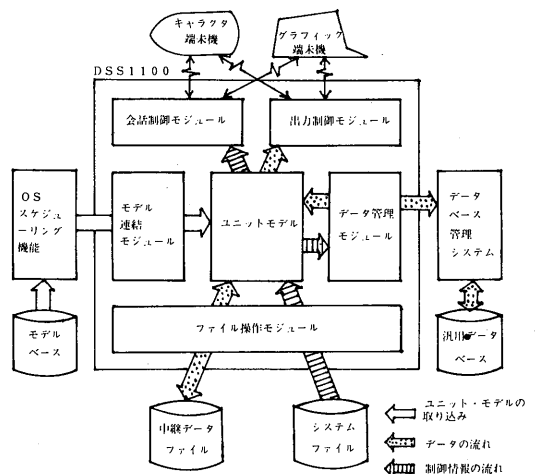 キャラクタ
端末機
グラフィック
端末機
DSS1100
会話制御モジュール
出力制御モジュール
OS
スケジュ
ーリング
機能
モデル
連結
モジュール
ユニットモデル
データ管理
モジュール
データ
ベース
管理
システム
モデル
ベース
ファイル操作モジュール
汎用データ
ベース
中継データ
ファイル
システム
ファイル
ユニット・モデルの
取り込み
データの流れ
制御情報の流れ